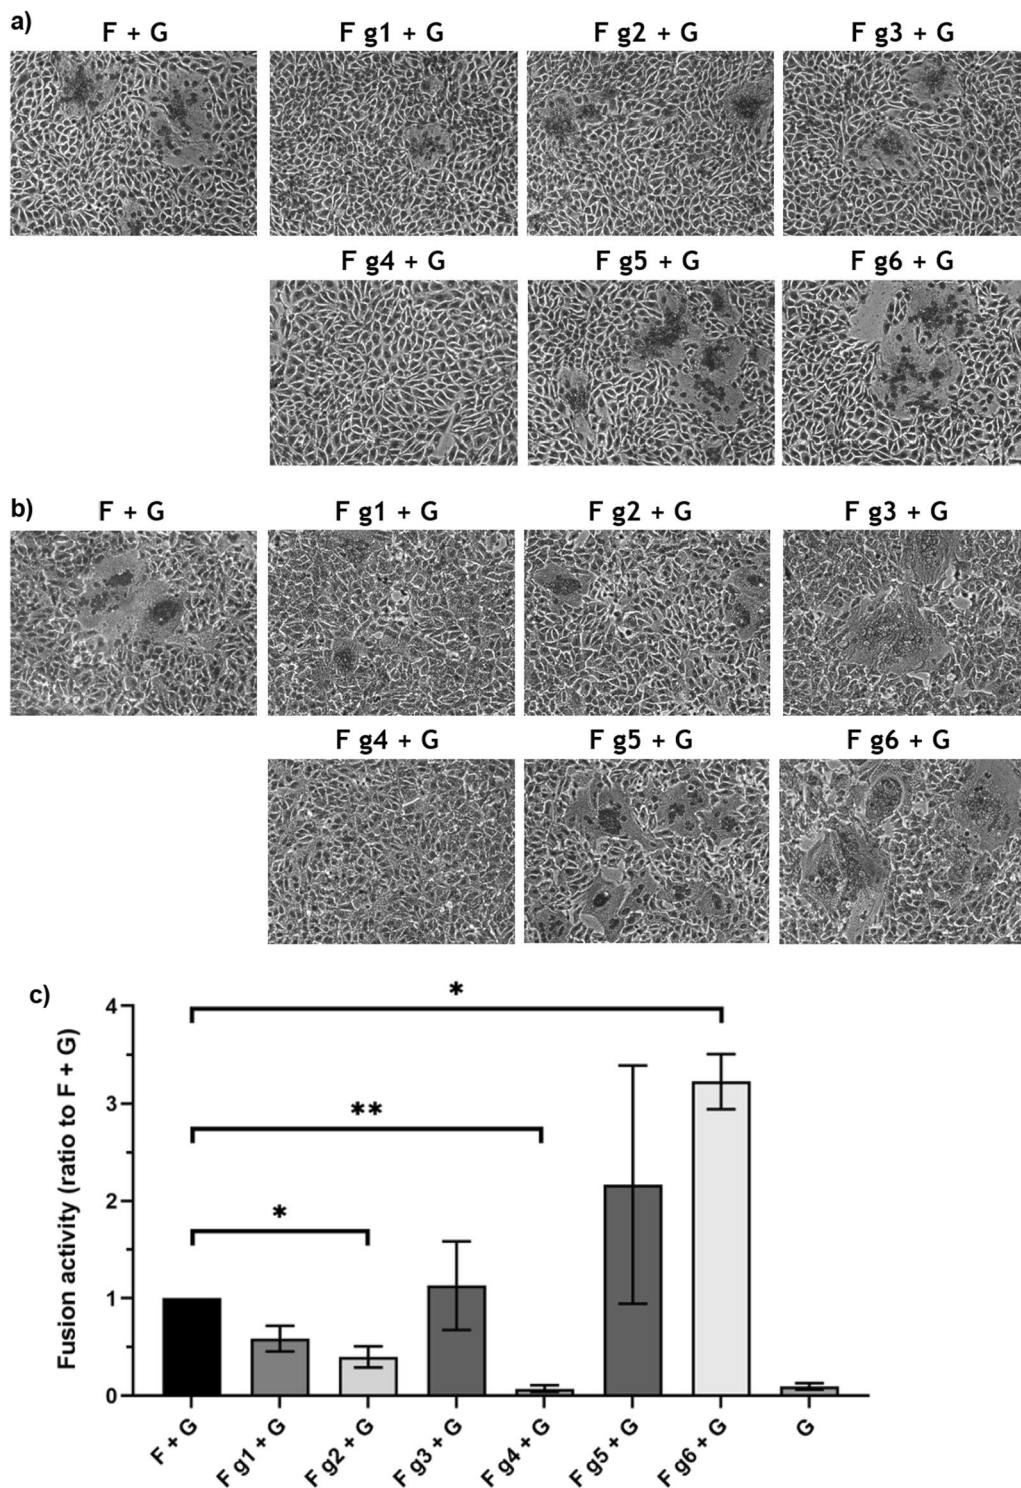 a)
F + G
F g1 + G
F g2 + G
F g3 + G
F g4 + G
F g5 + G
F g6 + G
b)
F + G
F g1 + G
F g2 + G
F g3 + G
F g4 + G
F g5 + G
F g6 + G
c)
Fusion activity (ratio to F + G)
4
3
2
1
0
*
**
*
F + G
F g1 + G
F g2 + G
F g3 + G
F g4 + G
F g5 + G
F g6 + G
G